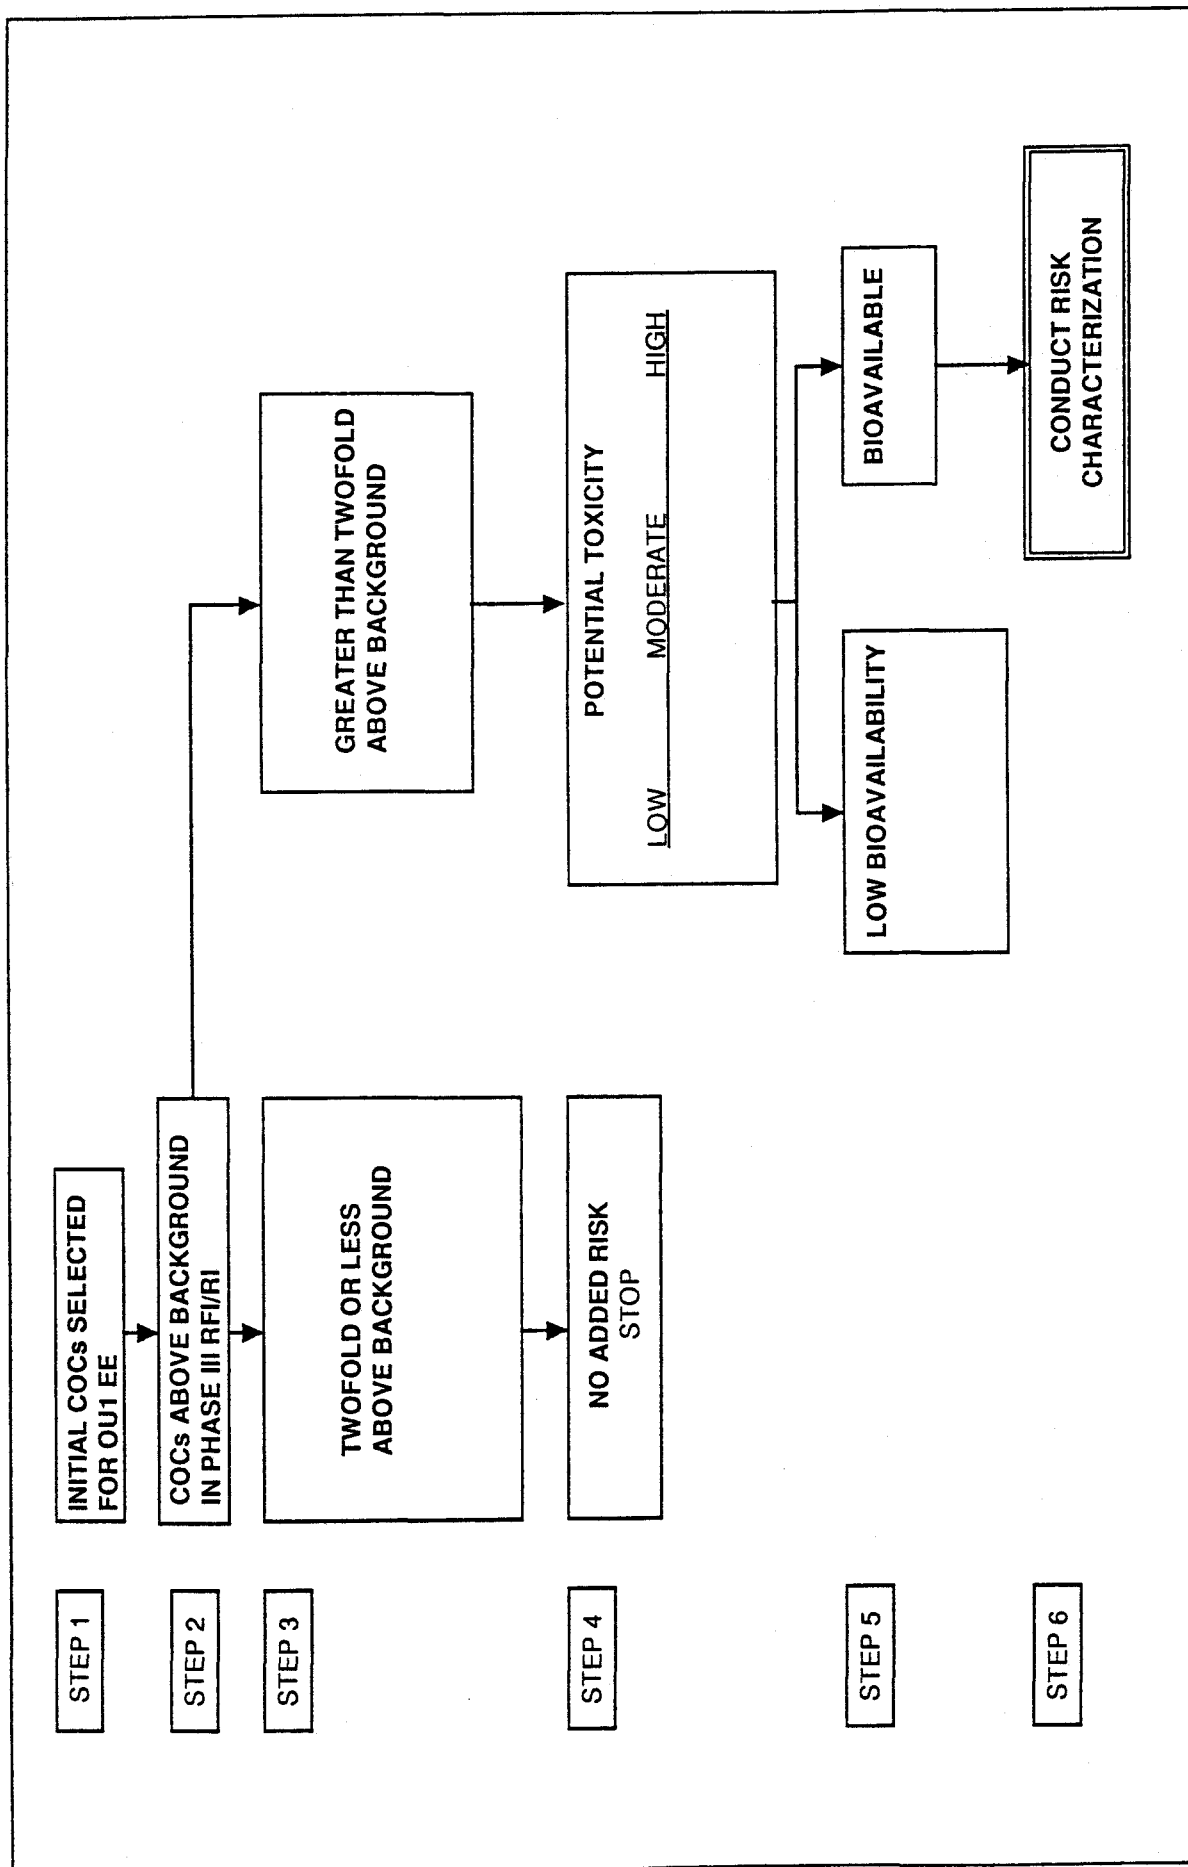 STEP 1
INITIAL COCs SELECTED
FOR OU1 EE
STEP 2
COCs ABOVE BACKGROUND
IN PHASE III RFI/RI
STEP 3
TWOFOLD OR LESS
ABOVE BACKGROUND
GREATER THAN TWOFOLD
ABOVE BACKGROUND
STEP 4
NO ADDED RISK
STOP
POTENTIAL TOXICITY
LOW MODERATE HIGH
STEP 5
LOW BIOAVAILABILITY
BIOAVAILABLE
STEP 6
CONDUCT RISK
CHARACTERIZATION